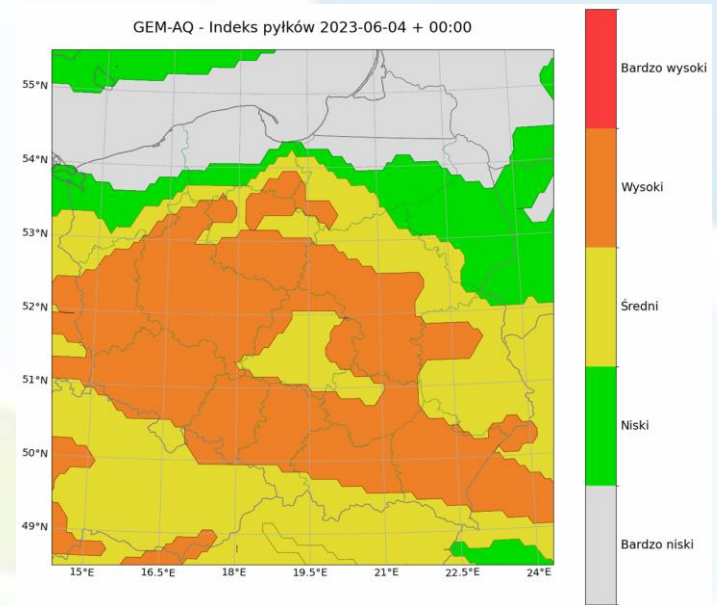 GEM-AQ - Indeks pyłków 2023-06-04 + 00:00
55°N
54°N
53°N
52°N
51°N
50°N
49°N
15°E 16.5°E 18°E 19.5°E 21°E 22.5°E 24°E
Bardzo wysoki
Wysoki
Średni
Niski
Bardzo niski